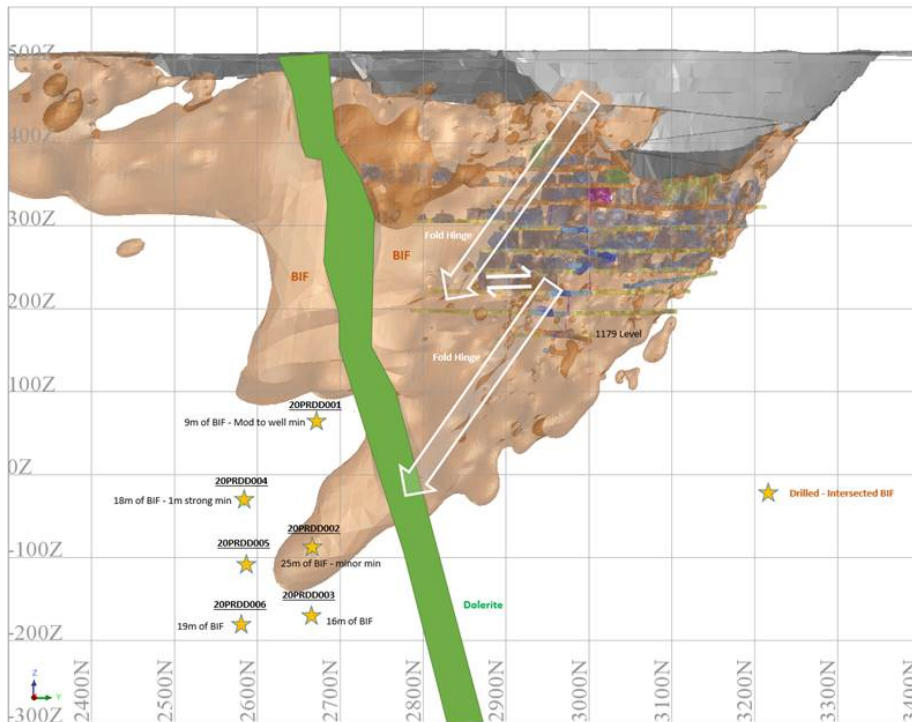 500Z
400Z
300Z
200Z
100Z
0Z
-100Z
-200Z
-300Z
Fold Hinge
BIF
BIF
1179 Level
Fold Hinge
20PRDD001
9m of BIF - Mod to well min
20PRDD004
18m of BIF - 1m strong min
Drilled - Intersected BIF
20PRDD002
20PRDD005
25m of BIF - minor min
20PRDD003
20PRDD006
16m of BIF
19m of BIF
Dolerite
Z
Y
2400N
2500N
2600N
2700N
2800N
2900N
3000N
3100N
3200N
3300N